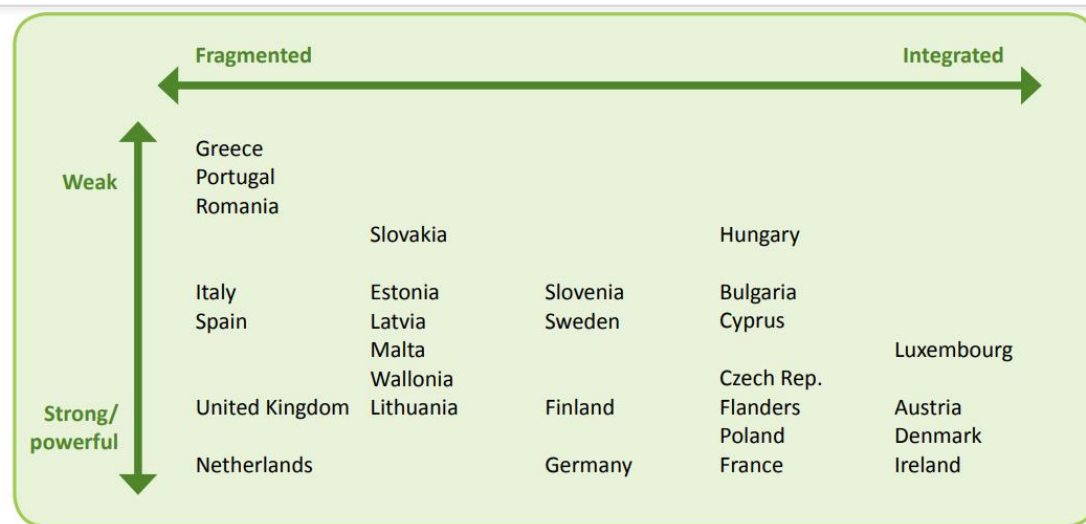 Fragmented Integrated
Weak
Greece
Portugal
Romania
Slovakia Hungary
Italy Estonia Slovenia Bulgaria
Spain Latvia Sweden Cyprus
Malta Luxembourg
Wallonia Czech Rep.
Strong/
powerful
United Kingdom Lithuania Finland Flanders Austria
Poland Denmark
Netherlands Germany France Ireland